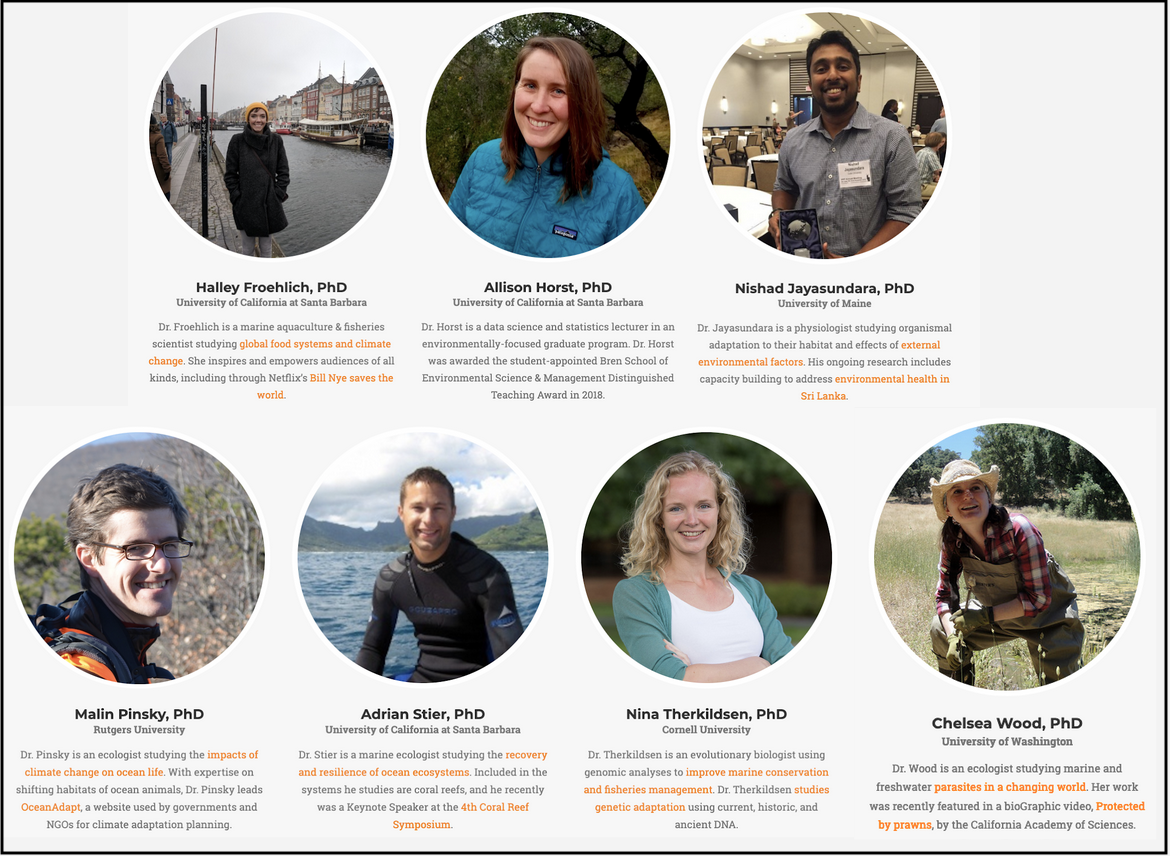 Halley Froehlich, PhD
University of California at Santa Barbara
Dr. Froehlich is a marine aquaculture & fisheries
scientist studying global food systems and climate
change. She inspires and empowers audiences of all
kinds, including through Netflix's Bill Nye saves the
world.
patagonia
Allison Horst, PhD
University of California at Santa Barbara
Dr. Horst is a data science and statistics lecturer in an
environmentally-focused graduate program. Dr. Horst
was awarded the student-appointed Bren School of
Environmental Science & Management Distinguished
Teaching Award in 2018.
Nishad
Jayasundara
Nishad Jayasundara, PhD
University of Maine
Dr. Jayasundara is a physiologist studying organismal
adaptation to their habitat and effects of external
environmental factors. His ongoing research includes
capacity building to address environmental health in
Sri Lanka.
Malin Pinsky, PhD
Rutgers University
Dr. Pinsky is an ecologist studying the impacts of
climate change on ocean life. With expertise on
shifting habitats of ocean animals, Dr. Pinsky leads
OceanAdapt, a website used by governments and
NGOs for climate adaptation planning.
SCUBAPRO
Adrian Stier, PhD
University of California at Santa Barbara
Dr. Stier is a marine ecologist studying the recovery
and resilience of ocean ecosystems. Included in the
systems he studies are coral reefs, and he recently
was a Keynote Speaker at the 4th Coral Reef
Symposium.
Nina Therkildsen, PhD
Cornell University
Dr. Therkildsen is an evolutionary biologist using
genomic analyses to improve marine conservation
and fisheries management. Dr. Therkildsen studies
genetic adaptation using current, historic, and
ancient DNA.
Chelsea Wood, PhD
University of Washington
Dr. Wood is an ecologist studying marine and
freshwater parasites in a changing world. Her work
was recently featured in a bioGraphic video, Protected
by prawns, by the California Academy of Sciences.